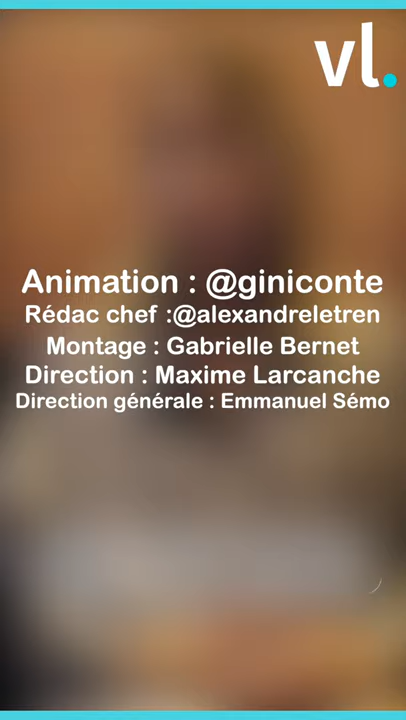 vl.
Animation : @giniconte
Rédac chef :@alexandreletren
Montage : Gabrielle Bernet
Direction : Maxime Larcanche
Direction générale : Emmanuel Sémo